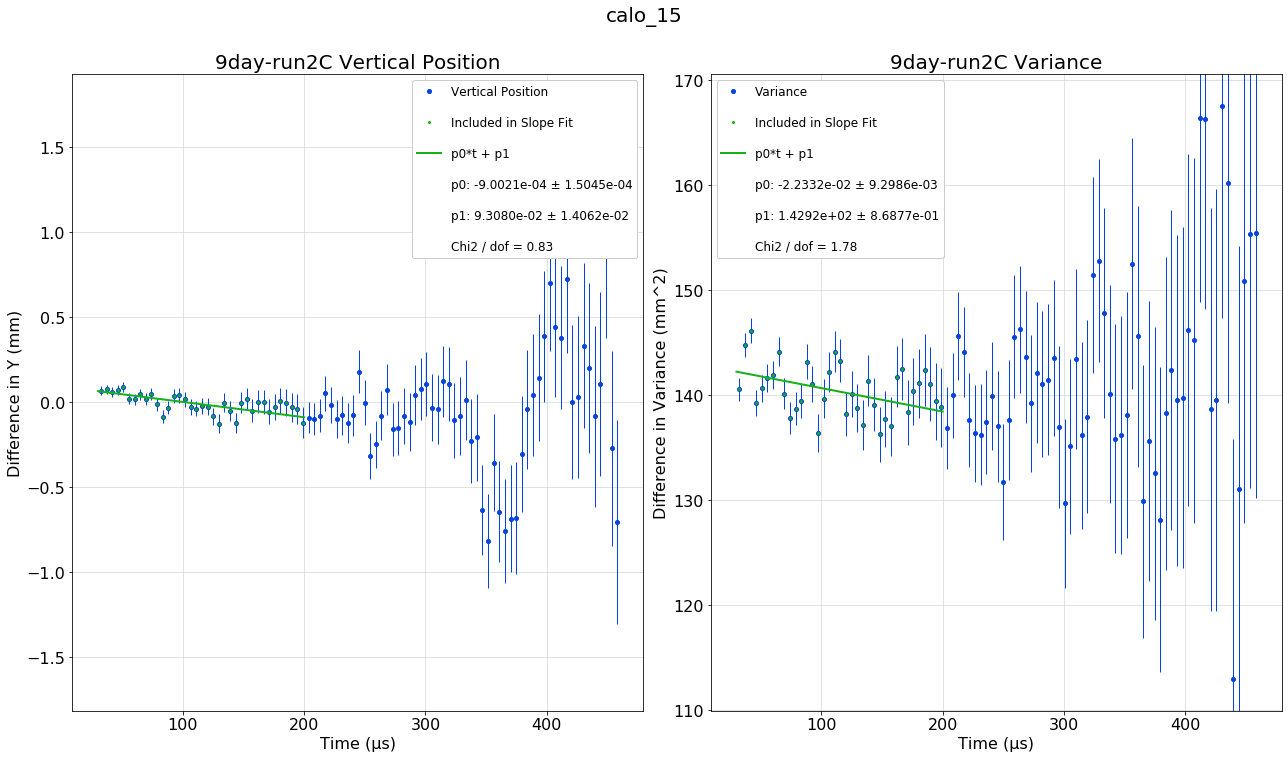 calo_15
9day-run2C Vertical Position
Vertical Position
Included in Slope Fit
p0*t + p1
p0: -9.0021e-04 ± 1.5045e-04
p1: 9.3080e-02 ± 1.4062e-02
Chi2 / dof = 0.83
Difference in Y (mm)
1.5
1.0
0.5
0.0
−0.5
−1.0
−1.5
100
200
300
400
Time (μs)
9day-run2C Variance
Variance
Included in Slope Fit
p0*t + p1
p0: -2.2332e-02 ± 9.2986e-03
p1: 1.4292e+02 ± 8.6877e-01
Chi2 / dof = 1.78
Difference in Variance (mm^2)
170
160
150
140
130
120
110
100
200
300
400
Time (μs)